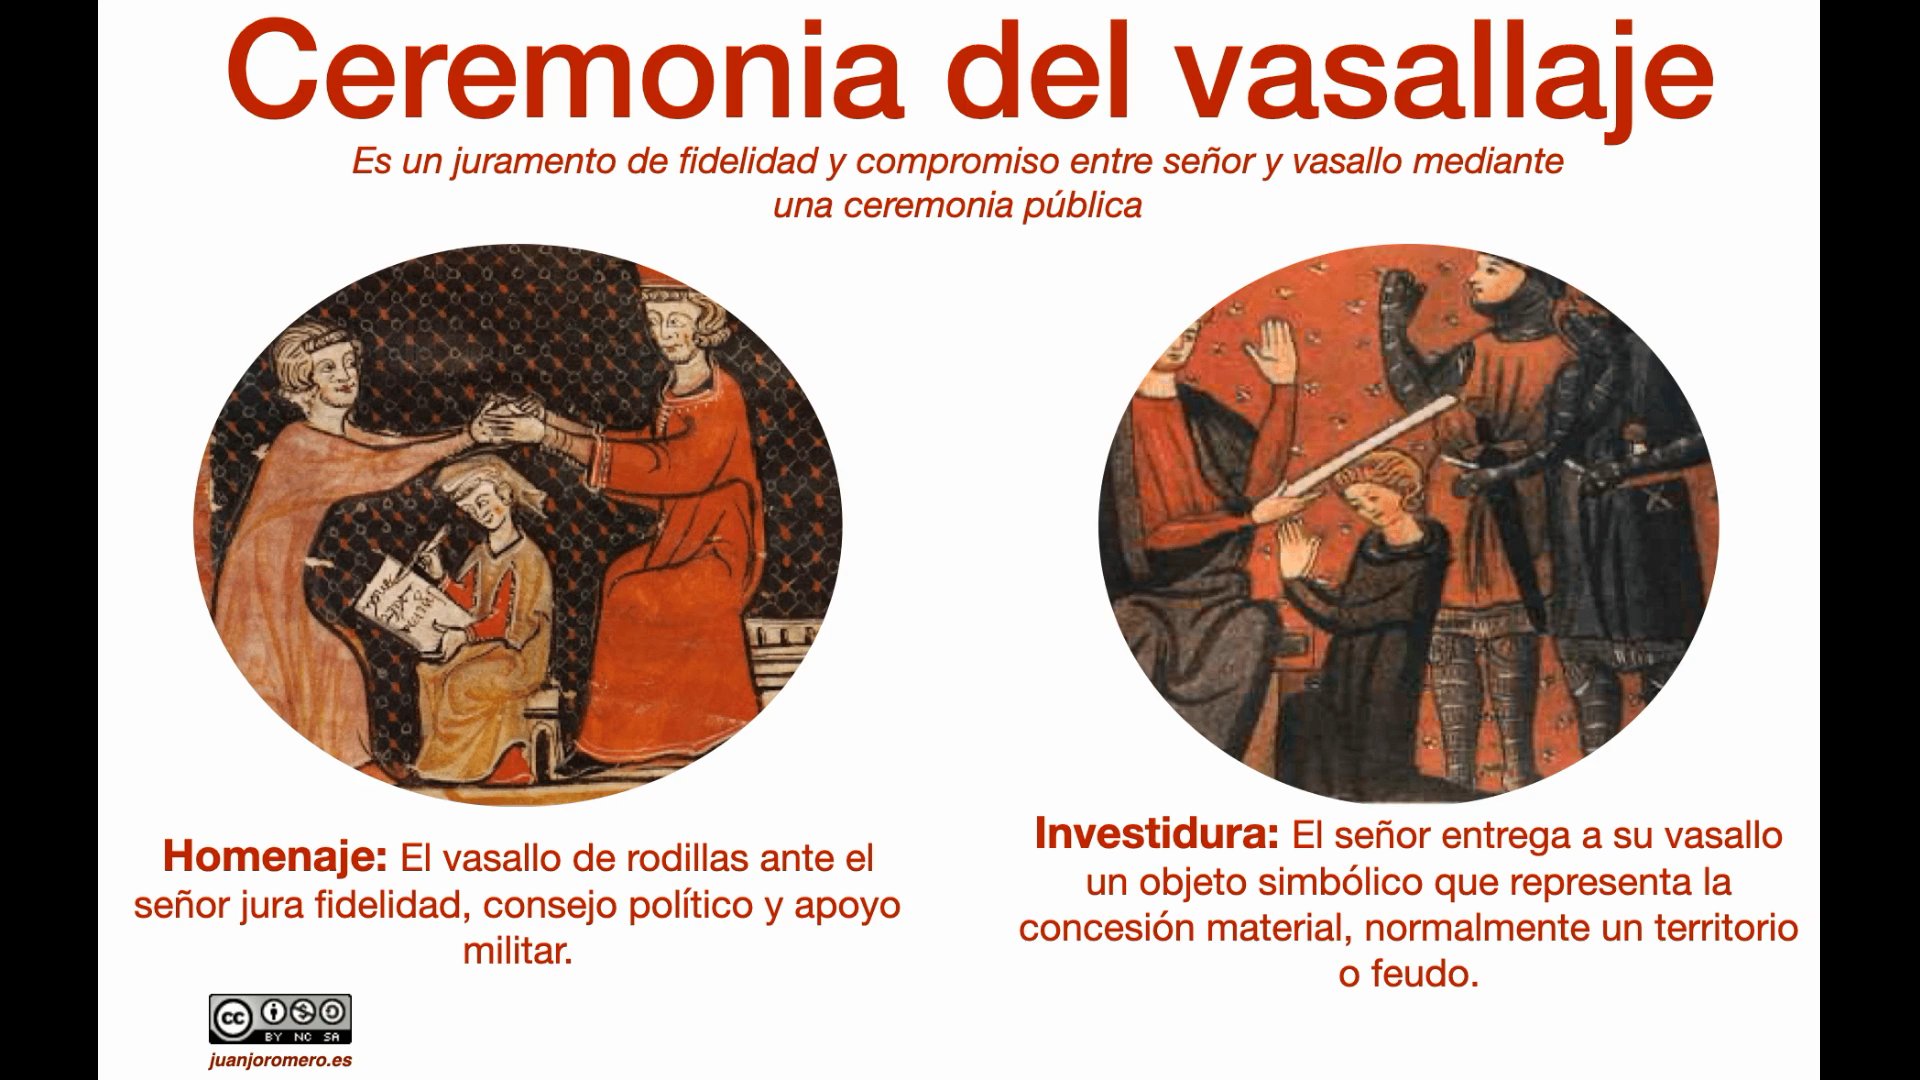 Ceremonia del vasallaje
Es un juramento de fidelidad y compromiso entre señor y vasallo mediante
una ceremonia pública
Homenaje: El vasallo de rodillas ante el
señor jura fidelidad, consejo político y apoyo
militar.
Investidura: El señor entrega a su vasallo
un objeto simbólico que representa la
concesión material, normalmente un territorio
o feudo.
cc
BY NC SA
juanjoromero.es